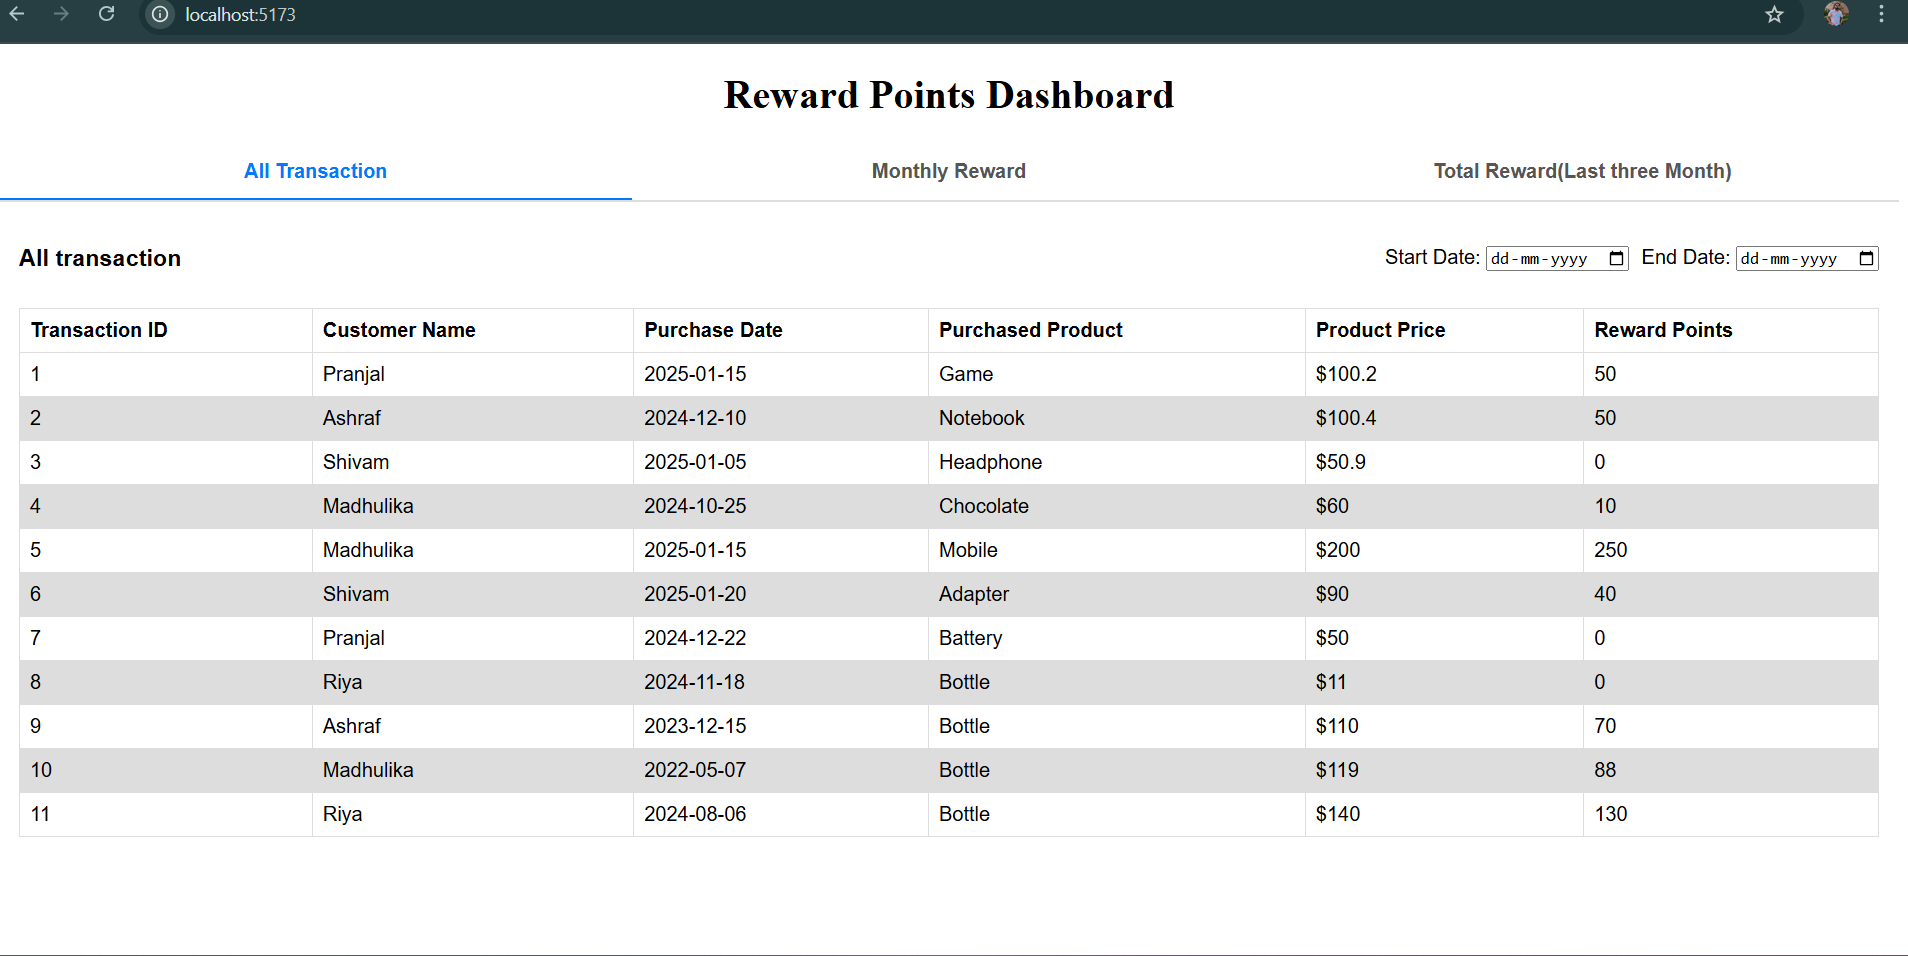 localhost:5173
Reward Points Dashboard
All Transaction Monthly Reward Total Reward(Last three Month)
All transaction Start Date: dd-mm-yyyy End Date: dd-mm-yyyy
Transaction ID Customer Name Purchase Date Purchased Product Product Price Reward Points
1 Pranjal 2025-01-15 Game $100.2 50
2 Ashraf 2024-12-10 Notebook $100.4 50
3 Shivam 2025-01-05 Headphone $50.9 0
4 Madhulika 2024-10-25 Chocolate $60 10
5 Madhulika 2025-01-15 Mobile $200 250
6 Shivam 2025-01-20 Adapter $90 40
7 Pranjal 2024-12-22 Battery $50 0
8 Riya 2024-11-18 Bottle $11 0
9 Ashraf 2023-12-15 Bottle $110 70
10 Madhulika 2022-05-07 Bottle $119 88
11 Riya 2024-08-06 Bottle $140 130